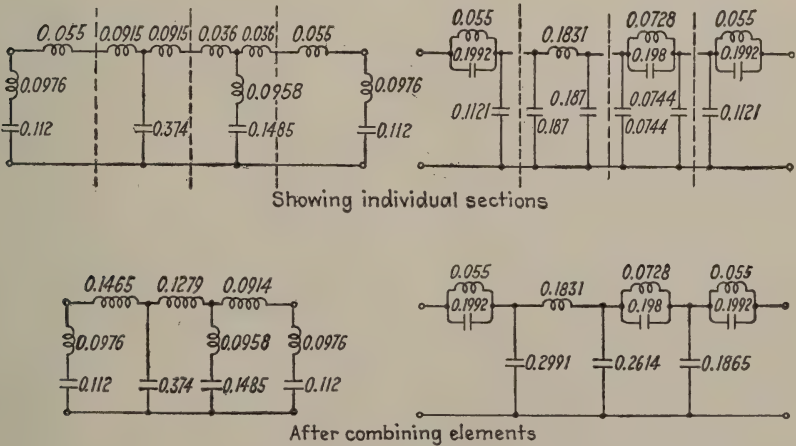 0.055 0.0915 0.0915 0.036 0.036 0.055
0.0976 0.0958 0.0976
0.112 0.374 0.1485 0.112
0.055 0.1831 0.0728 0.055
0.1992 0.198 0.1992
0.1121 0.187 0.187 0.0744 0.0744 0.1121
Showing individual sections
0.1465 0.1279 0.0914
0.0976 0.0958 0.0976
0.112 0.374 0.1485 0.112
0.055 0.1831 0.0728 0.055
0.1992 0.198 0.1992
0.2991 0.2614 0.1865
After combining elements